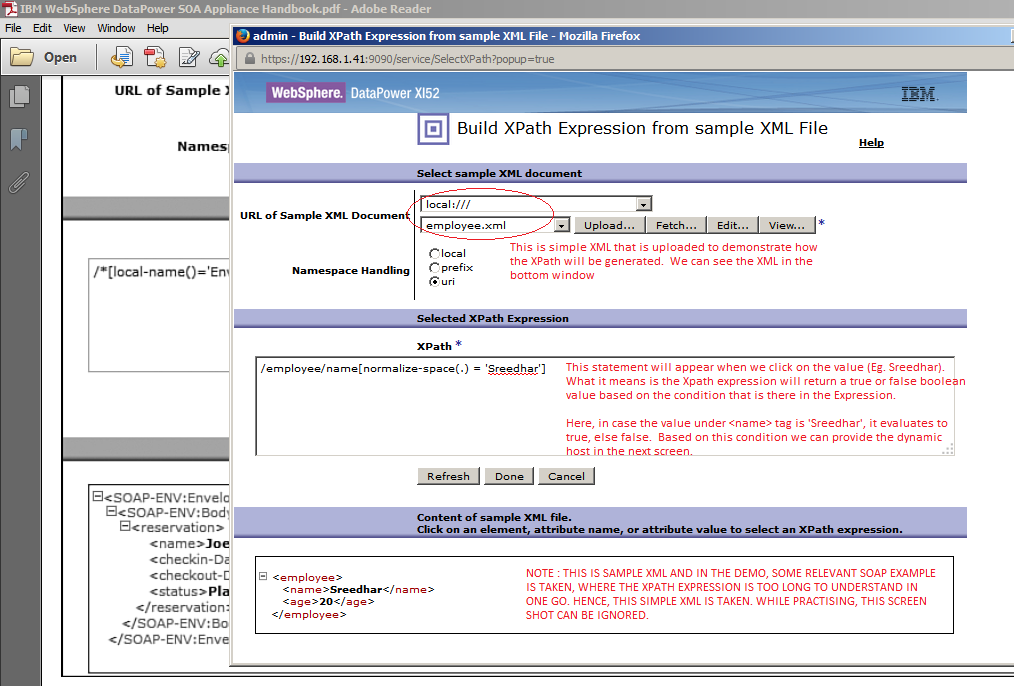 IBM WebSphere DataPower SOA Appliance Handbook.pdf - Adobe Reader
File Edit View Window Help
Open
admin - Build XPath Expression from sample XML File - Mozilla Firefox
https://192.168.1.41:9090/service/SelectXPath?popup=true
WebSphere. DataPower XI52
IBM.
Build XPath Expression from sample XML File
Help
Select sample XML document
URL of Sample XML Document
local:///
employee.xml
Upload... Fetch... Edit... View... *
Namespace Handling
local
prefix
uri
This is simple XML that is uploaded to demonstrate how
the XPath will be generated. We can see the XML in the
bottom window
Selected XPath Expression
XPath *
/employee/name[normalize-space(.) = 'Sreedhar']
This statement will appear when we click on the value (Eg. Sreedhar).
What it means is the Xpath expression will return a true or false boolean
value based on the condition that is there in the Expression.
Here, in case the value under <name> tag is 'Sreedhar', it evaluates to
true, else false. Based on this condition we can provide the dynamic
host in the next screen.
Refresh Done Cancel
Content of sample XML file.
Click on an element, attribute name, or attribute value to select an XPath expression.
<employee>
<name>Sreedhar</name>
<age>20</age>
</employee>
NOTE : THIS IS SAMPLE XML AND IN THE DEMO, SOME RELEVANT SOAP EXAMPLE
IS TAKEN, WHERE THE XPATH EXPRESSION IS TOO LONG TO UNDERSTAND IN
ONE GO. HENCE, THIS SIMPLE XML IS TAKEN. WHILE PRACTISING, THIS SCREEN
SHOT CAN BE IGNORED.
URL of Sample
Names
/*[local-name()='En
<SOAP-ENV:Envelo
<SOAP-ENV:Body
<reservation>
<name>Joe
<checkin-Da
<checkout-D
<status>Pla
</reservation>
</SOAP-ENV:Bo
</SOAP-ENV:Enve